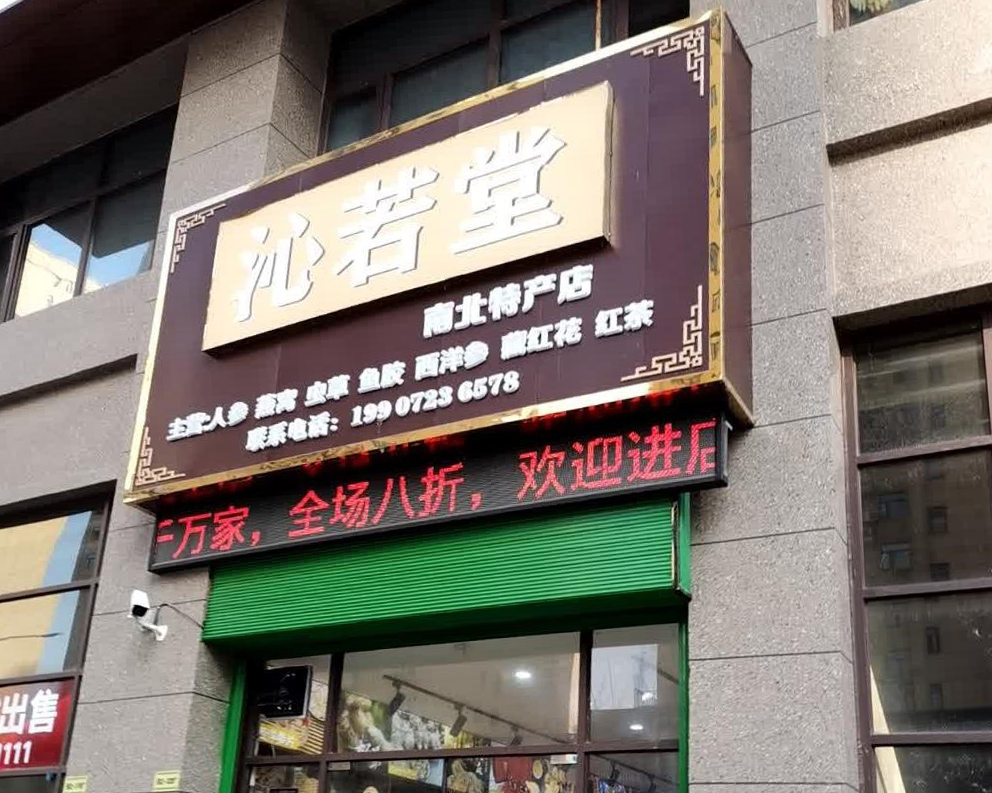 沁若堂
南北特产店
主营:人参 燕窝 虫草 鱼胶 西洋参 藏红花 红茶
联系电话: 199 0723 6578
万家,全场八折,欢迎进店
出售
111